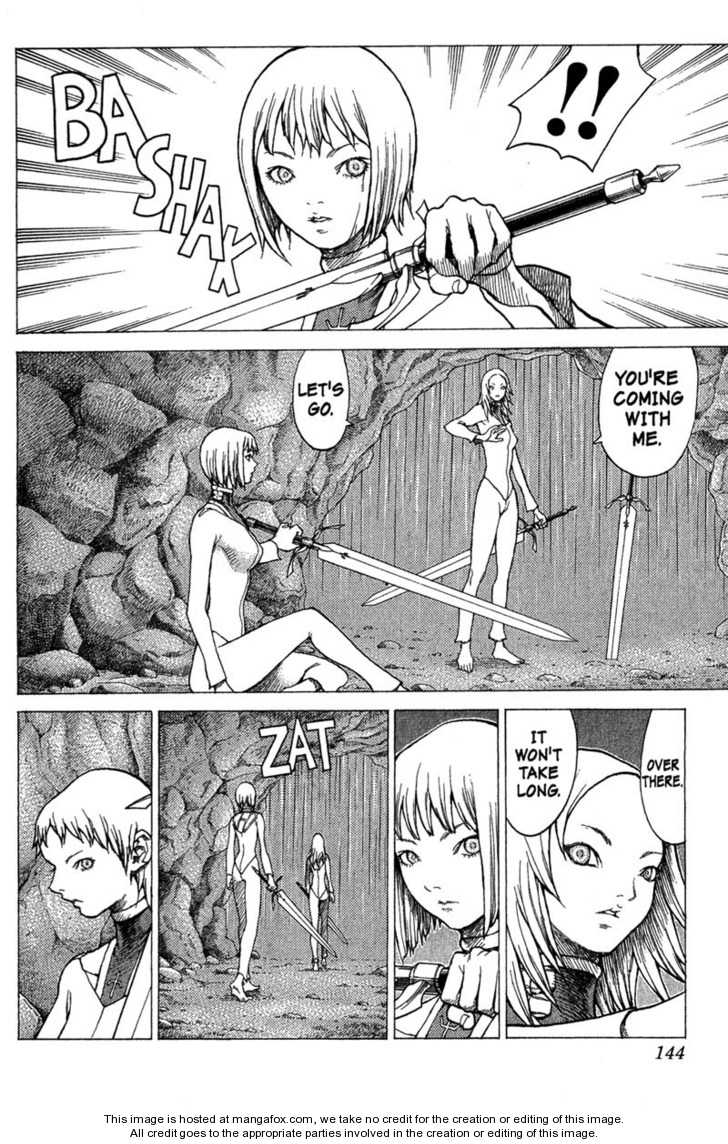 !!
BASHAK
YOU'RE
COMING
WITH
ME.
LET'S
GO.
OVER
THERE.
IT
WON'T
TAKE
LONG.
ZAT
144
This image is hosted at mangafox.com, we take no credit for the creation or editing of this image.
All credit goes to the appropriate parties involved in the creation or editing of this image.